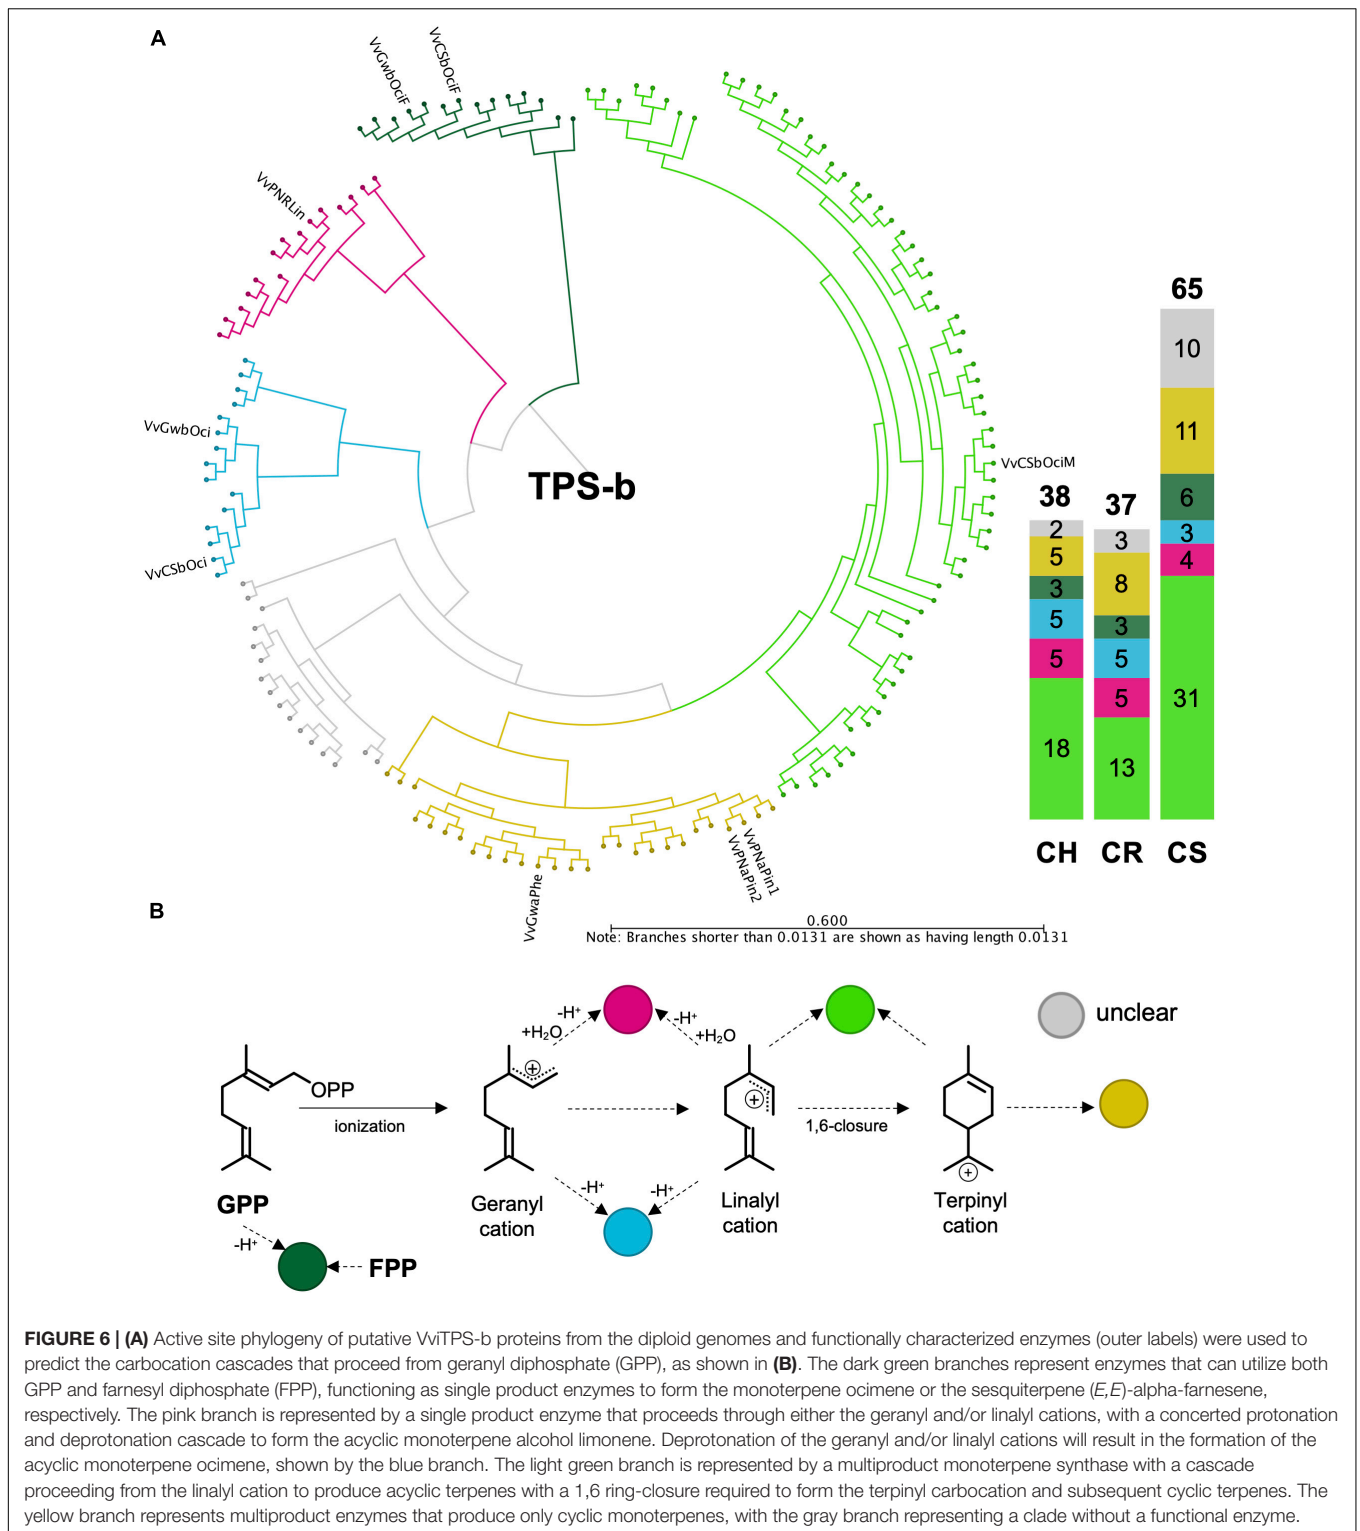 A
VvGwbOciF
VvCSbOciF
VvPNRLin
VvGwbOci
VvCSbOci
TPS-b
VvCSbOciM
VvPNaPin1
VvPNaPin2
VvGwaPhe
65
10
11
6
3
4
31
38
2
5
3
5
5
18
37
3
8
3
5
5
13
CH CR CS
B
0.600
Note: Branches shorter than 0.0131 are shown as having length 0.0131
-H+
+H2O
-H+
+H2O
unclear
OPP
ionization
1,6-closure
GPP
Geranyl
cation
-H+
-H+
Linalyl
cation
Terpinyl
cation
-H+
FPP
FIGURE 6 | (A) Active site phylogeny of putative VviTPS-b proteins from the diploid genomes and functionally characterized enzymes (outer labels) were used to
predict the carbocation cascades that proceed from geranyl diphosphate (GPP), as shown in (B). The dark green branches represent enzymes that can utilize both
GPP and farnesyl diphosphate (FPP), functioning as single product enzymes to form the monoterpene ocimene or the sesquiterpene (E,E)-alpha-farnesene,
respectively. The pink branch is represented by a single product enzyme that proceeds through either the geranyl and/or linalyl cations, with a concerted protonation
and deprotonation cascade to form the acyclic monoterpene alcohol limonene. Deprotonation of the geranyl and/or linalyl cations will result in the formation of the
acyclic monoterpene ocimene, shown by the blue branch. The light green branch is represented by a multiproduct monoterpene synthase with a cascade
proceeding from the linalyl cation to produce acyclic terpenes with a 1,6 ring-closure required to form the terpinyl carbocation and subsequent cyclic terpenes. The
yellow branch represents multiproduct enzymes that produce only cyclic monoterpenes, with the gray branch representing a clade without a functional enzyme.